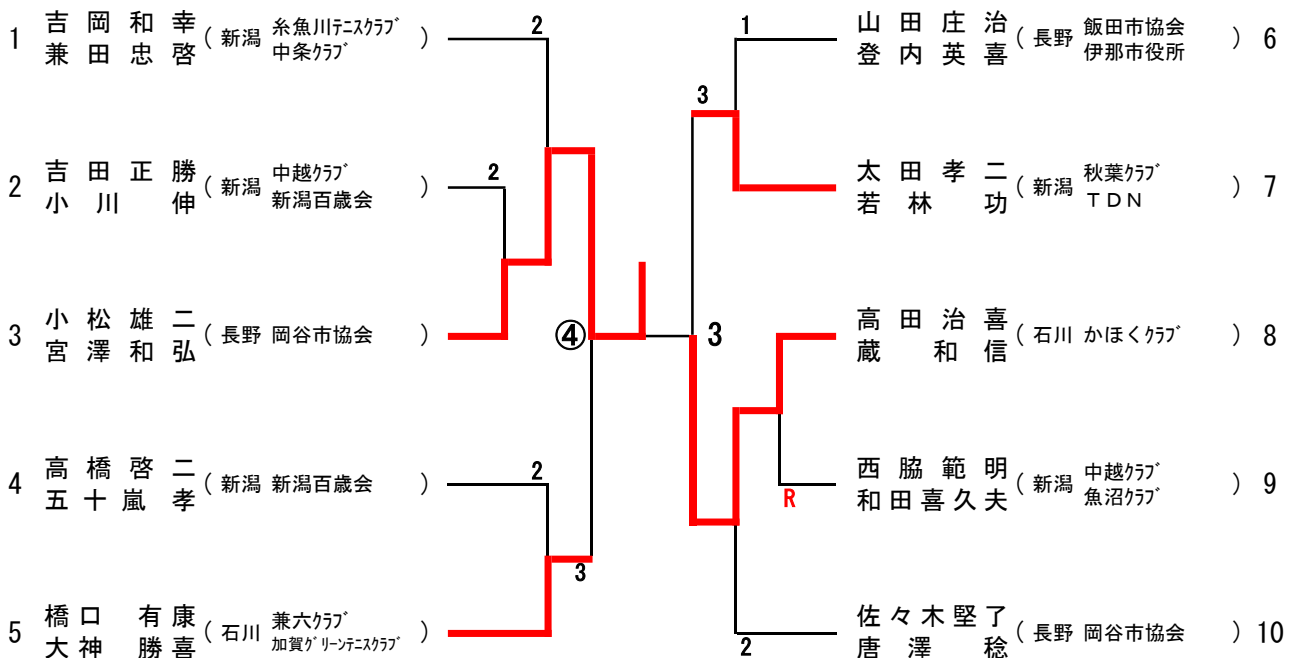 1 吉岡和幸 ( 新潟 糸魚川テニスクラブ )
兼田忠啓 中条クラブ
2
2 吉田正勝 ( 新潟 中越クラブ )
小川 伸 新潟百歳会
2
3 小松雄二 ( 長野 岡谷市協会 )
宮澤和弘
④
4 高橋啓二 ( 新潟 新潟百歳会 )
五十嵐孝
2
3
5 橋口 有康 ( 石川 兼六クラブ )
大神 勝喜 加賀グリーンテニスクラブ
1
山田庄治 ( 長野 飯田市協会 ) 6
登内英喜 伊那市役所
3
太田孝二 ( 新潟 秋葉クラブ ) 7
若林 功 TDN
3
高田治喜 ( 石川 かほくクラブ ) 8
蔵 和信
R
西脇範明 ( 新潟 中越クラブ ) 9
和田喜久夫 魚沼クラブ
2
佐々木堅了 ( 長野 岡谷市協会 ) 10
唐澤 稔